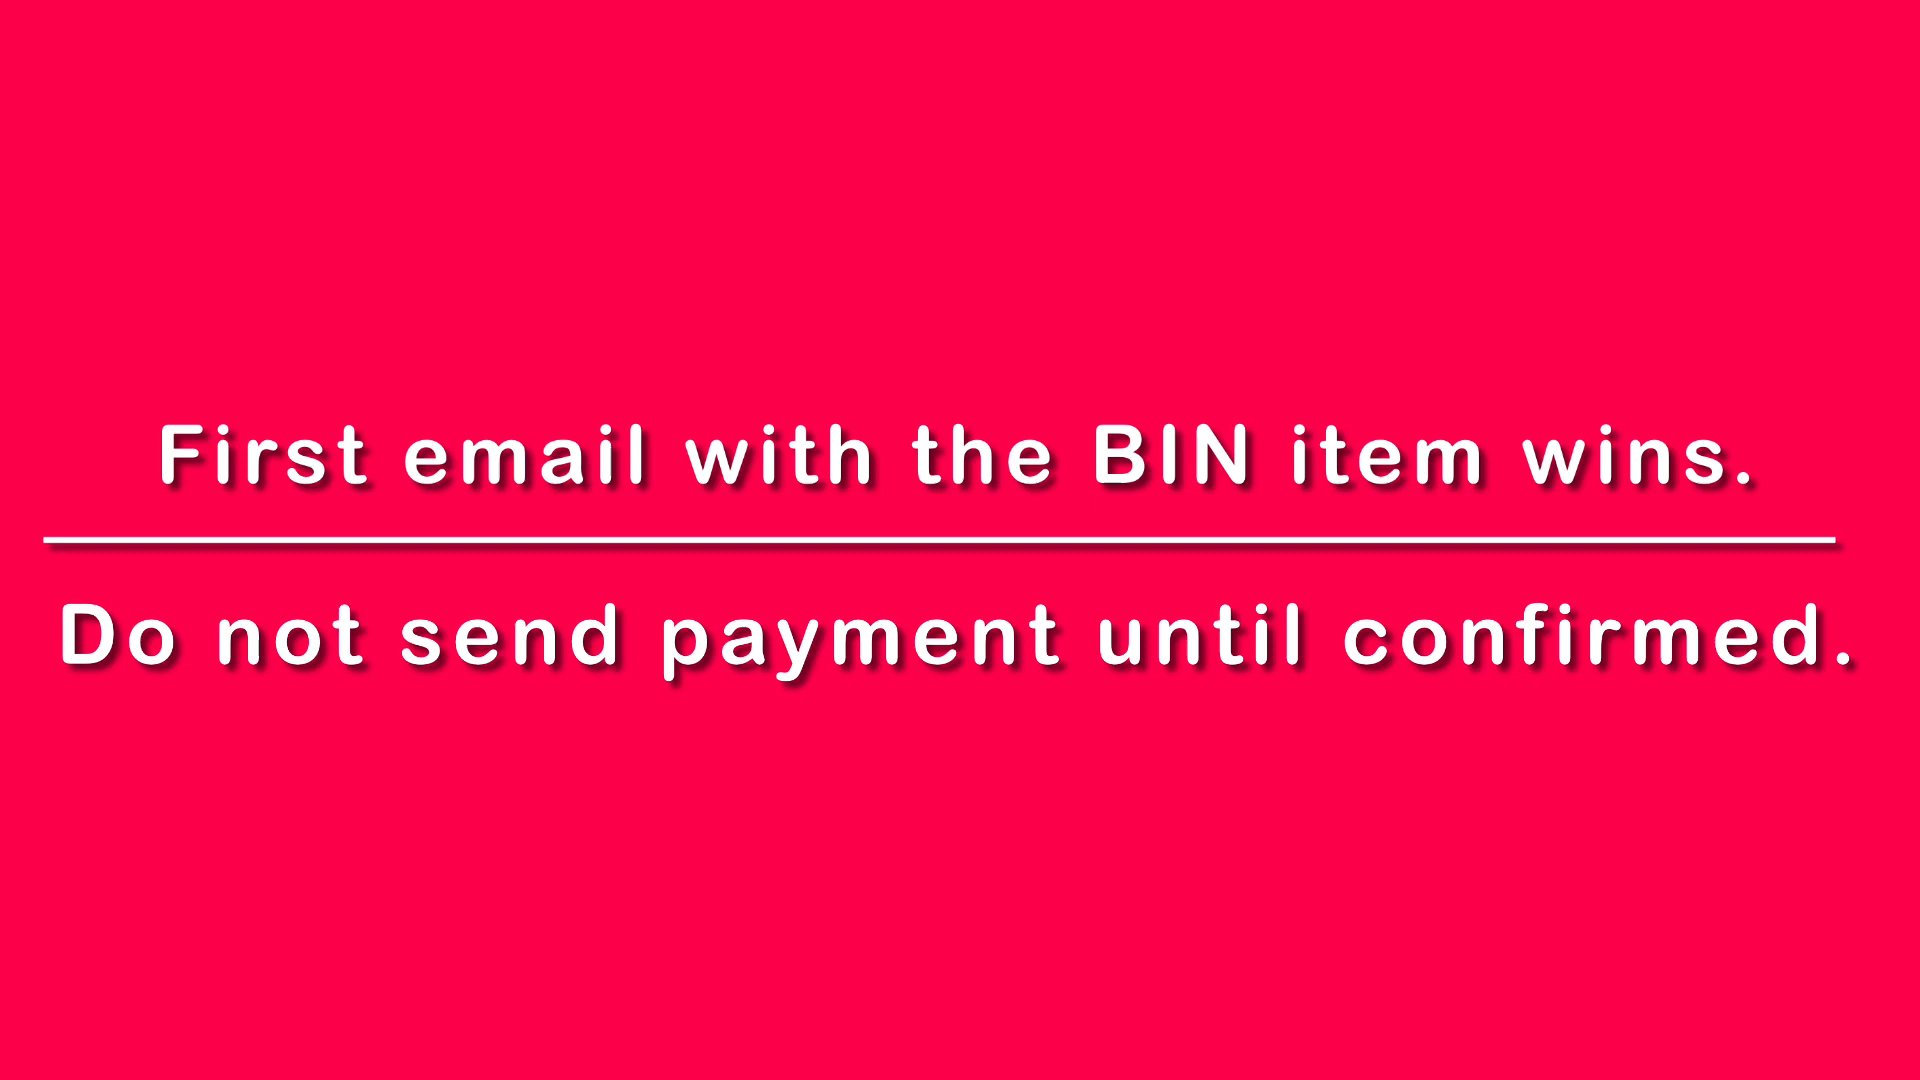 First email with the BIN item wins.
Do not send payment until confirmed.